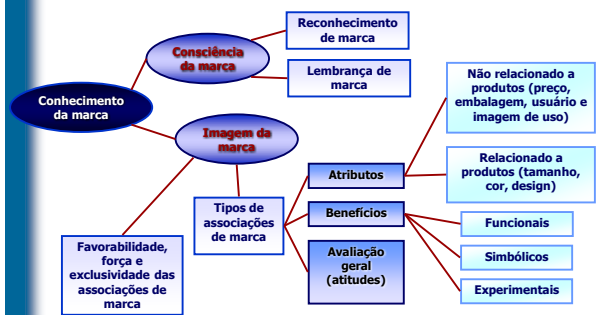 Conhecimento
da marca
Consciência
da marca
Reconhecimento
de marca
Lembrança de
marca
Imagem da
marca
Favorabilidade,
força e
exclusividade das
associações de
marca
Tipos de
associações
de marca
Atributos
Não relacionado a
produtos (preço,
embalagem, usuário e
imagem de uso)
Relacionado a
produtos (tamanho,
cor, design)
Benefícios
Funcionais
Simbólicos
Experimentais
Avaliação
geral
(atitudes)